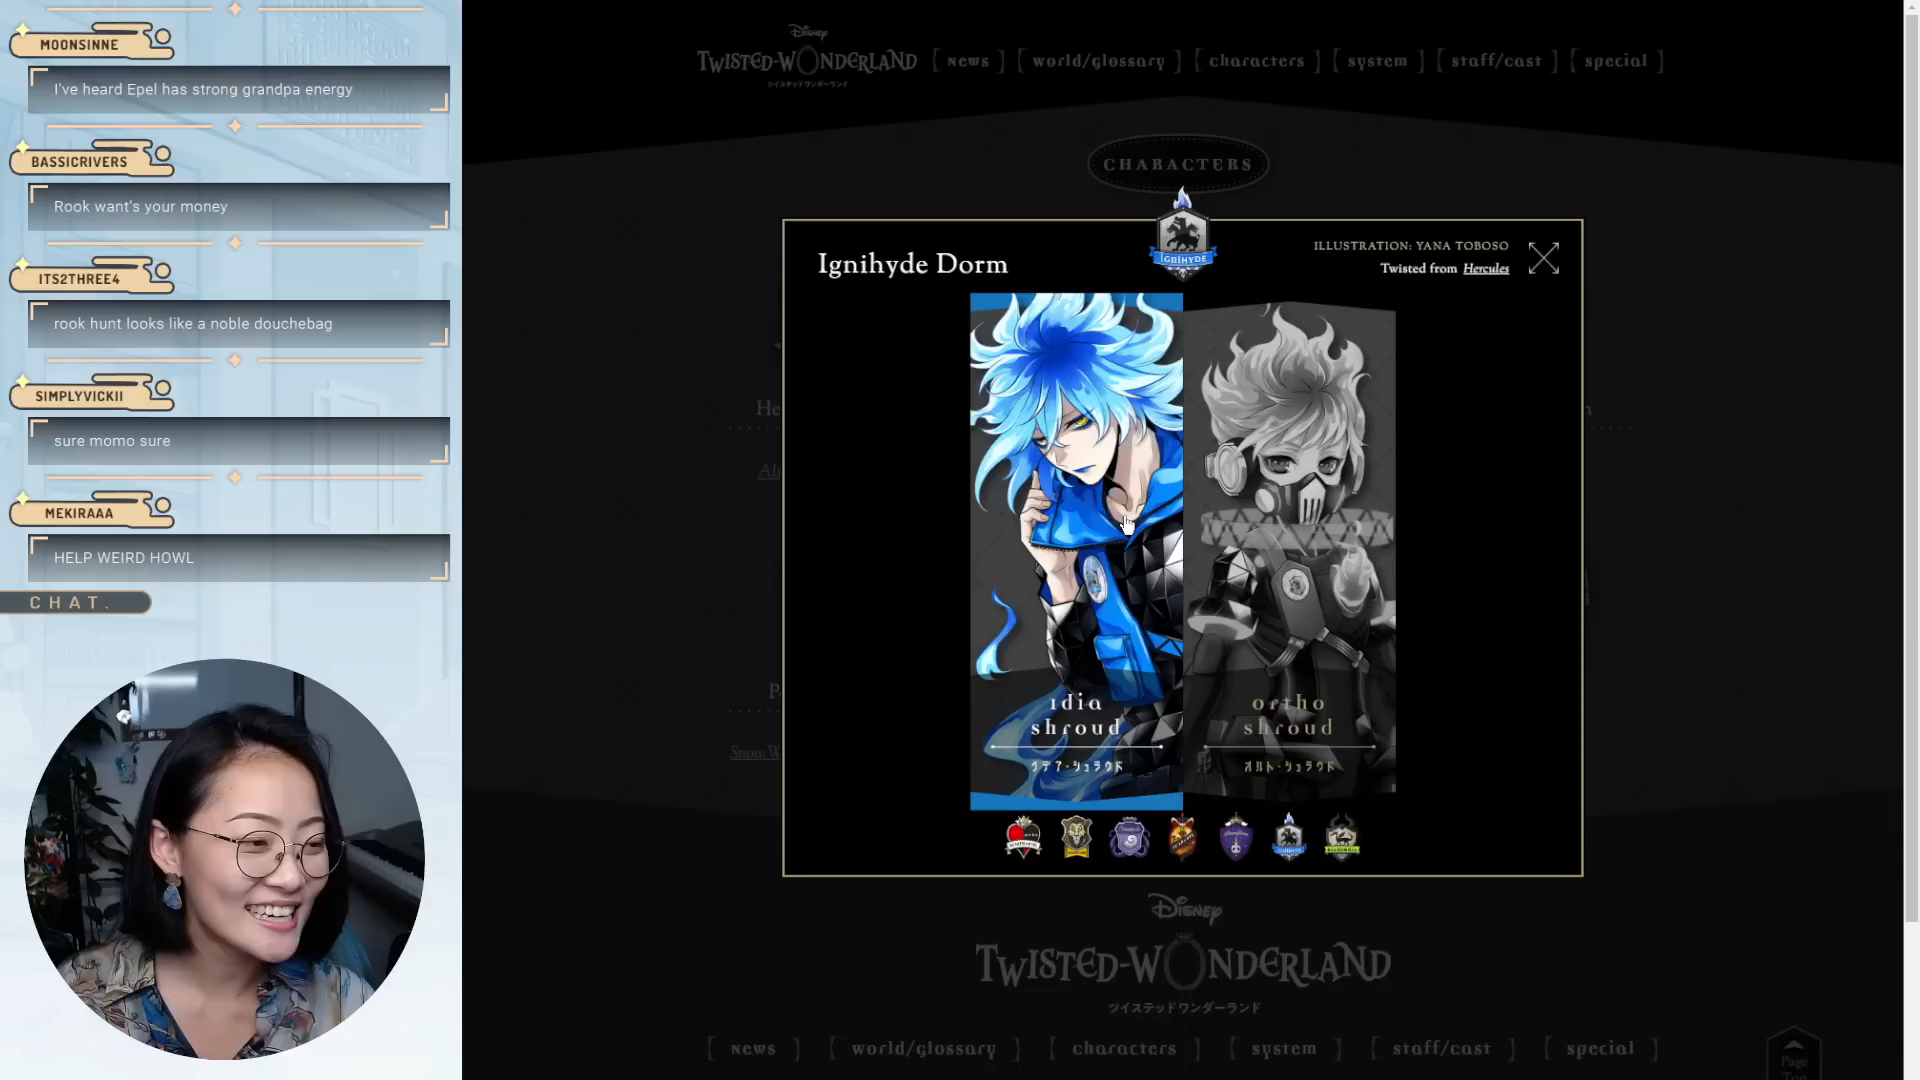 MOONSINNE
I've heard Epel has strong grandpa energy
BASSICRIVERS
Rook want's your money
ITS2THREE4
rook hunt looks like a noble douchebag
SIMPLYVICKII
sure momo sure
MEKIRAAA
HELP WEIRD HOWL
CHAT.
Disney
TWISTED-WONDERLAND
ツイステッドワンダーランド
[ news ] [ world/glossary ] [ characters ] [ system ] [ staff/cast ] [ special ]
CHARACTERS
IGNIHYDE
Ignihyde Dorm
ILLUSTRATION: YANA TOBOSO
Twisted from Hercules
He
Ali
P
Snow W
idia
shroud
イデア・シュラウド
ortho
shroud
オルト・シュラウド
Disney
TWISTED-WONDERLAND
ツイステッドワンダーランド
[ news ] [ world/glossary ] [ characters ] [ system ] [ staff/cast ] [ special ]
Page
Top